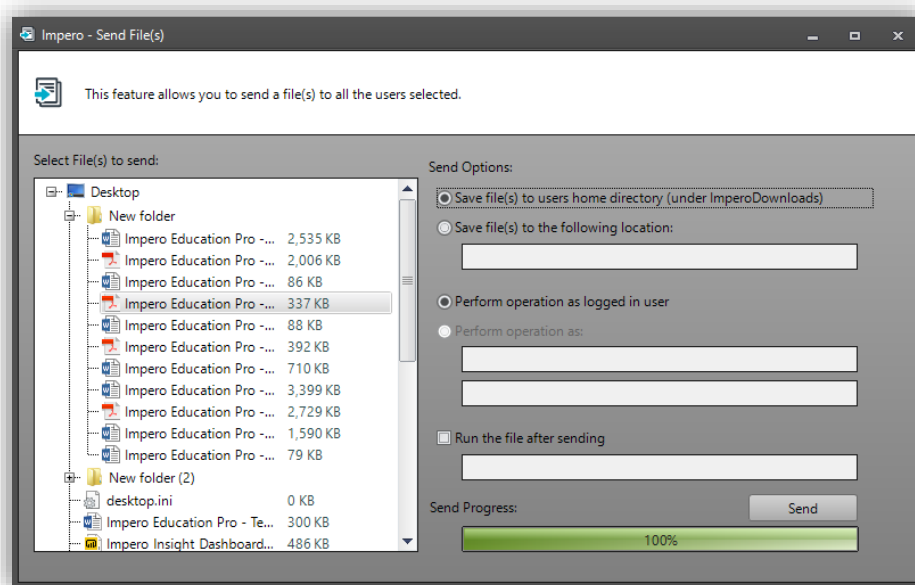 Impero - Send File(s)
This feature allows you to send a file(s) to all the users selected.
Select File(s) to send:
Desktop
New folder
Impero Education Pro -... 2,535 KB
Impero Education Pro -... 2,006 KB
Impero Education Pro -... 86 KB
Impero Education Pro -... 337 KB
Impero Education Pro -... 88 KB
Impero Education Pro -... 392 KB
Impero Education Pro -... 710 KB
Impero Education Pro -... 3,399 KB
Impero Education Pro -... 2,729 KB
Impero Education Pro -... 1,590 KB
Impero Education Pro -... 79 KB
New folder (2)
desktop.ini 0 KB
Impero Education Pro - Te... 300 KB
Impero Insight Dashboard... 486 KB
Send Options:
Save file(s) to users home directory (under ImperoDownloads)
Save file(s) to the following location:
Perform operation as logged in user
Perform operation as:
Run the file after sending
Send Progress:
Send
100%